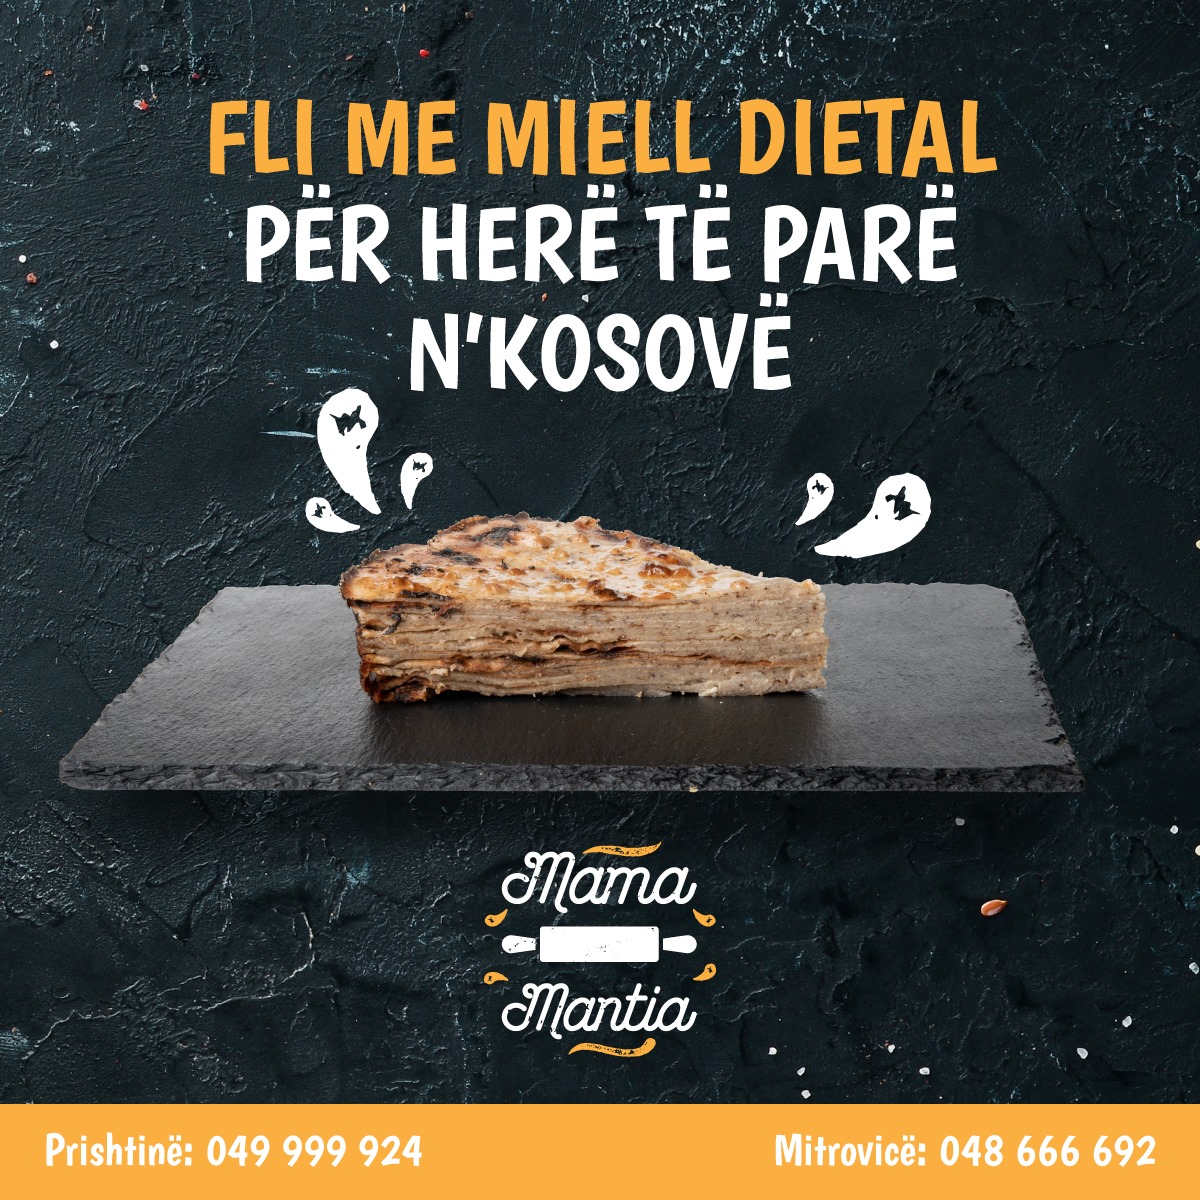 FLI ME MIELL DIETAL
PËR HERË TË PARË
N'KOSOVË
Mama
Mantia
Prishtinë: 049 999 924
Mitrovicë: 048 666 692